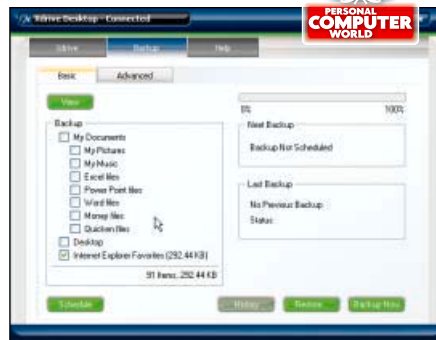 Xdrive Desktop - Connected
PERSONAL
COMPUTER
WORLD
Xdrive Backup Help
Basic Advanced
View
0% 100%
Backup
My Documents
My Pictures
My Music
Excel files
Power Point files
Word files
Money files
Quicken files
Desktop
Internet Explorer Favorites (292.44 KB)
91 Items, 292.44 KB
Next Backup
Backup Not Scheduled
Last Backup
No Previous Backup
Status:
Schedule History Restore Backup Now